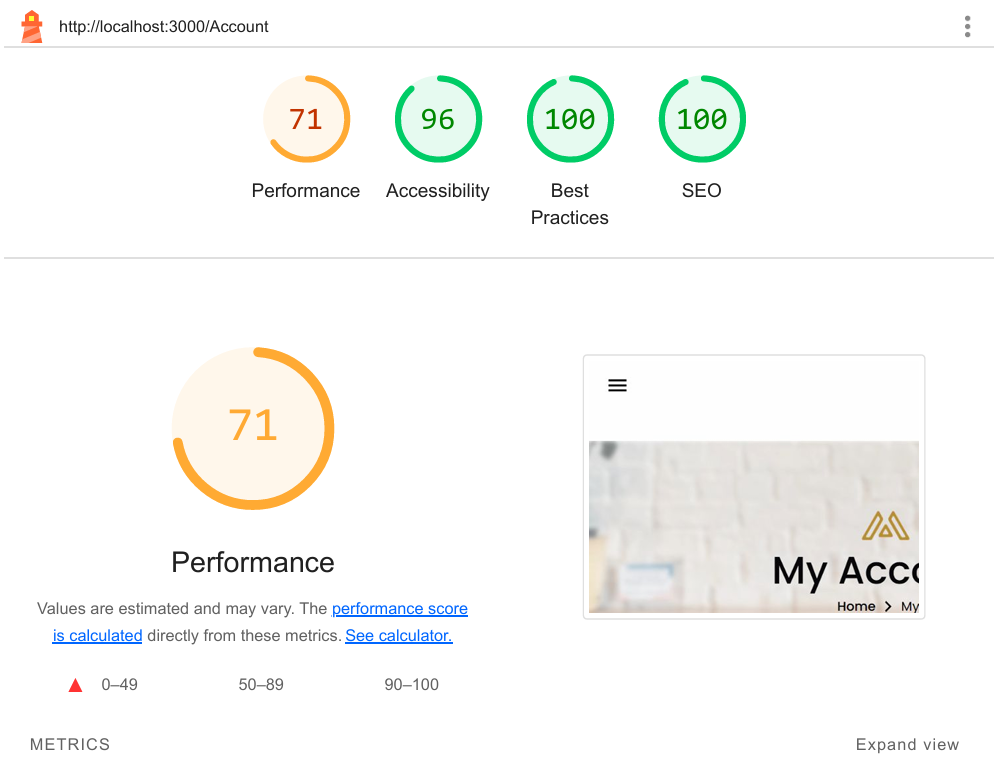 http://localhost:3000/Account
71
96
100
100
Performance
Accessibility
Best
Practices
SEO
71
Performance
Values are estimated and may vary. The performance score
is calculated directly from these metrics. See calculator.
0–49
50–89
90–100
My Acco
Home
My
METRICS
Expand view